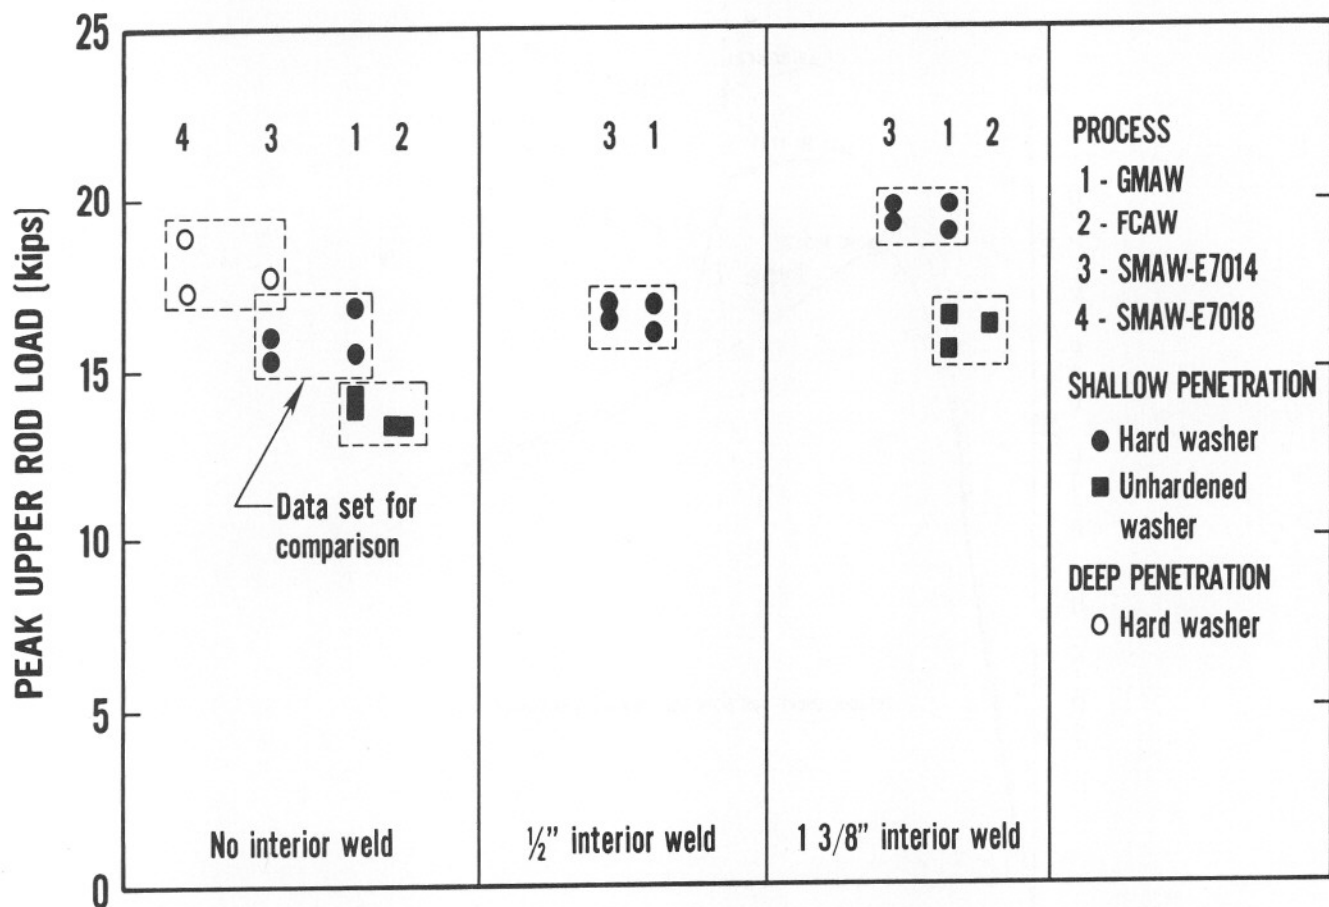 PEAK UPPER ROD LOAD (kips)
25
20
15
10
5
0
4 3 1 2
3 1
3 1 2
Data set for
comparison
No interior weld
½” interior weld
1 3/8” interior weld
PROCESS
1 - GMAW
2 - FCAW
3 - SMAW-E7014
4 - SMAW-E7018
SHALLOW PENETRATION
Hard washer
Unhardened
washer
DEEP PENETRATION
Hard washer